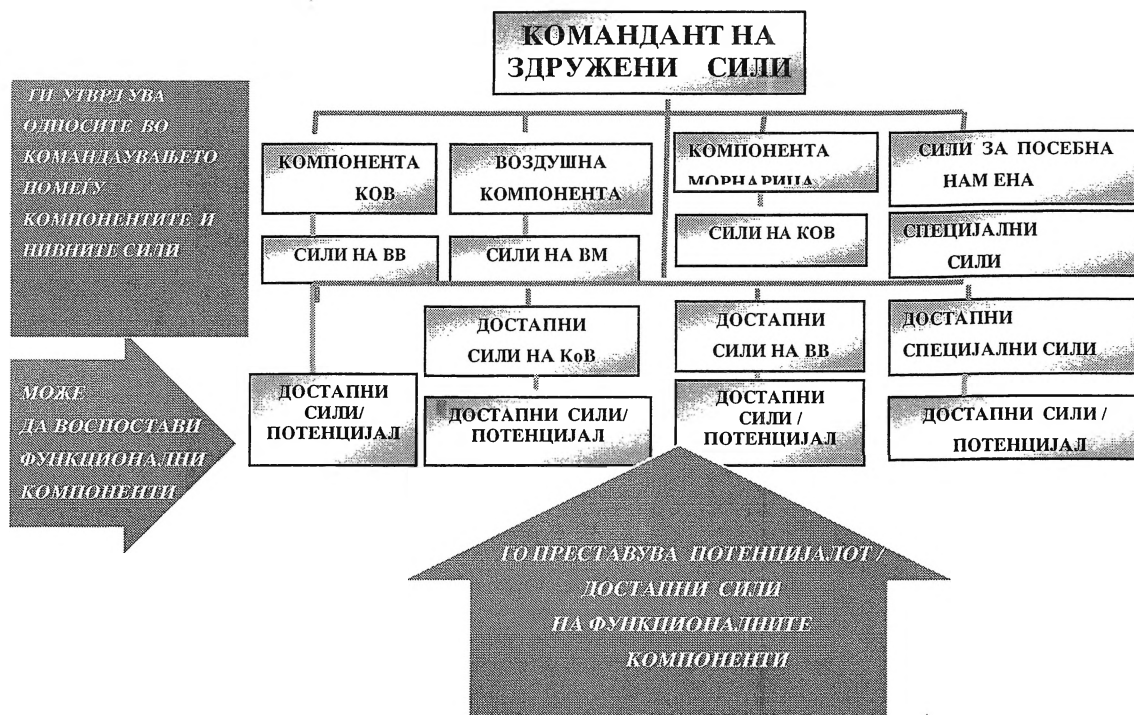 КОМАНДАНТ НА
ЗДРУЖЕНИ СИЛИ
ГИ УТВРД УВА
ОДНОСИТЕ ВО
КОМАНДАУВАЊЕТО
ПОМЕЃУ
КОМПОНЕНТИТЕ И
НИВНИТЕ СИЛИ
КОМПОНЕНТА
КОВ
ВОЗДУШНА
КОМПОНЕНТА
КОМПОНЕНТА
МОРНАРИЦА
СИЛИ ЗА ПОСЕБНА
НАМ ЕНА
СИЛИ НА ВВ
СИЛИ НА ВМ
СИЛИ НА КОВ
СПЕЦИЈАЛНИ
СИЛИ
ДОСТАПНИ
СИЛИ НА КоВ
ДОСТАПНИ
СИЛИ НА ВВ
ДОСТАПНИ
СПЕЦИЈАЛНИ СИЛИ
МОЖЕ
ДА ВОСПОСТАВИ
ФУНКЦИОНАЛНИ
КОМПОНЕНТИ
ДОСТАПНИ
СИЛИ/
ПОТЕНЦИЈАЛ
ДОСТАПНИ СИЛИ/
ПОТЕНЦИЈАЛ
ДОСТАПНИ
СИЛИ /
ПОТЕНЦИЈАЛ
ДОСТАПНИ СИЛИ /
ПОТЕНЦИЈАЛ
ГО ПРЕСТАВУВА ПОТЕНЦИЈАЛОТ /
ДОСТАПНИ СИЛИ
НА ФУНКЦИОНАЛНИТЕ
КОМПОНЕНТИ